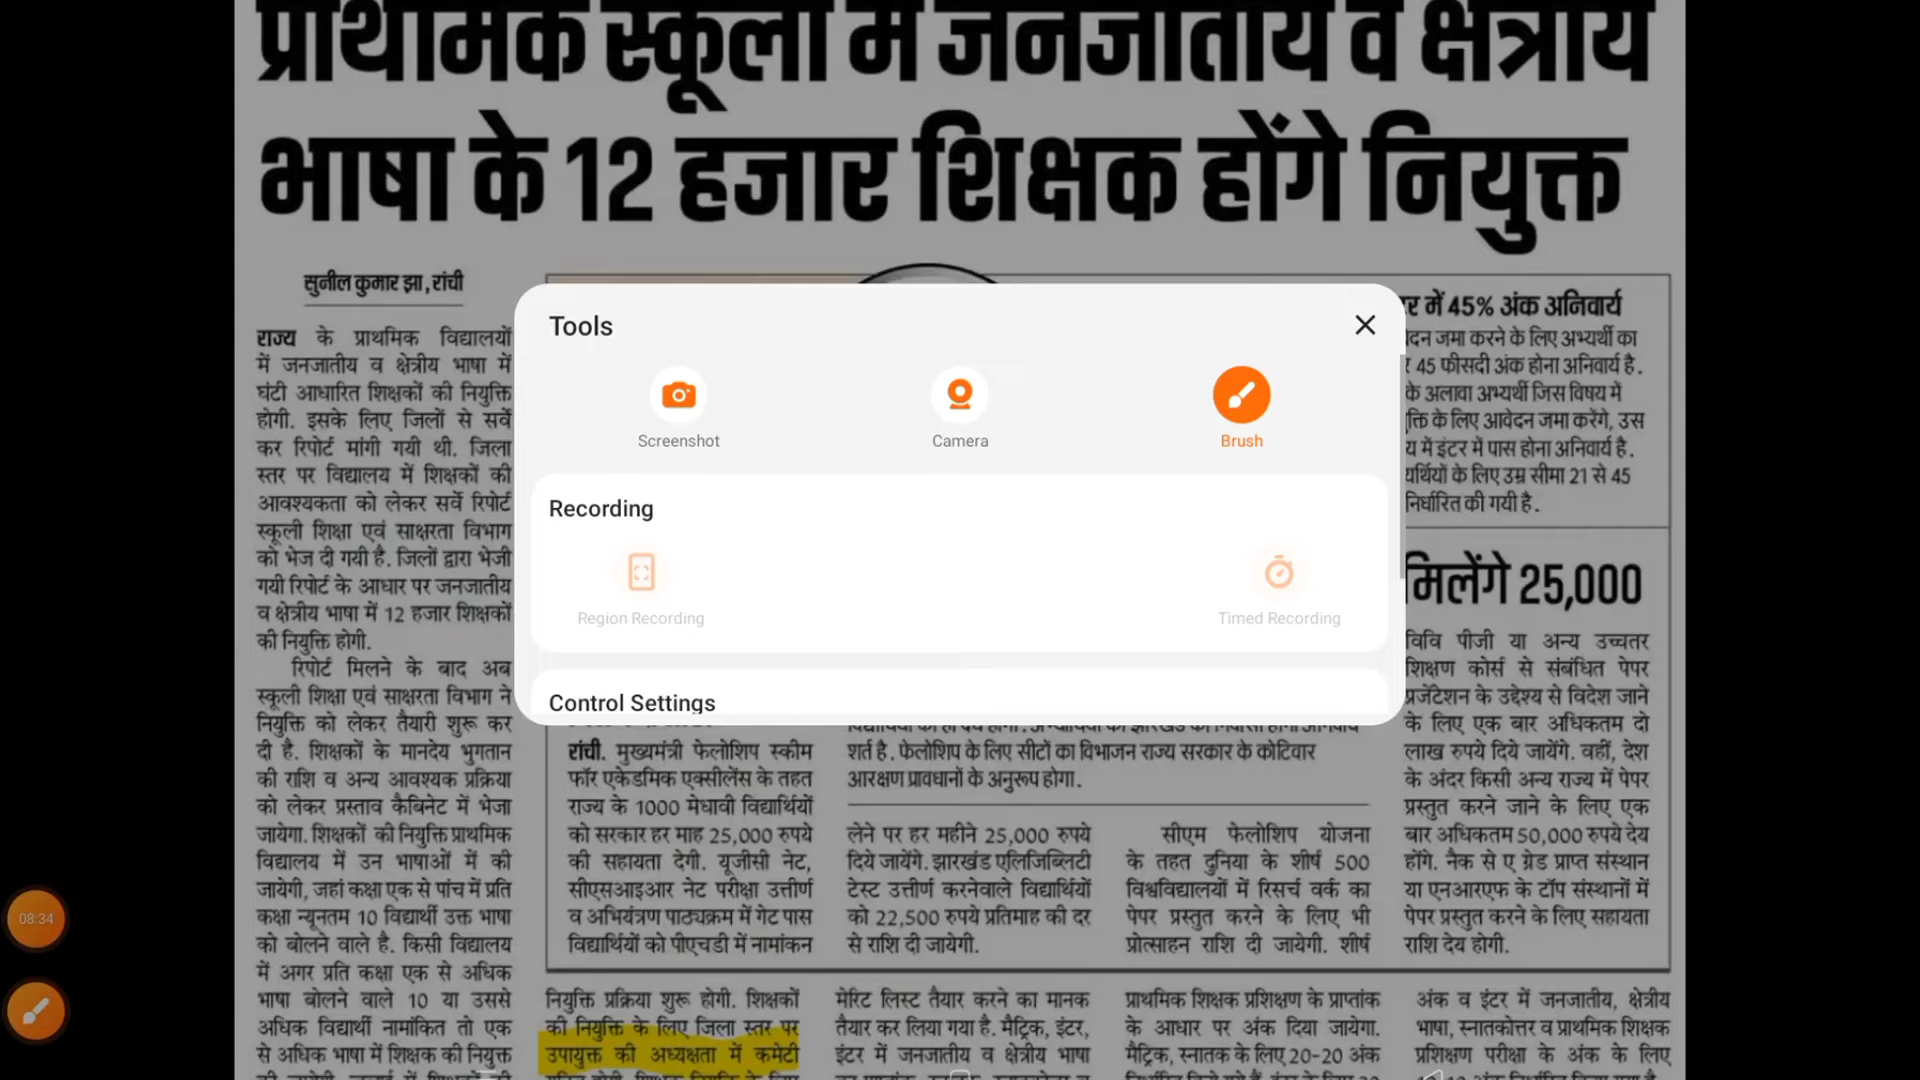 प्राथमिक स्कूलों में जनजातीय व क्षेत्रीय
भाषा के 12 हजार शिक्षक होंगे नियुक्त
सुनील कुमार झा, रांची
राज्य के प्राथमिक विद्यालयों
में जनजातीय व क्षेत्रीय भाषा में
घंटी आधारित शिक्षकों की नियुक्ति
होगी. इसके लिए जिलों से सर्वे
कर रिपोर्ट मांगी गयी थी. जिला
स्तर पर विद्यालय में शिक्षकों की
आवश्यकता को लेकर सर्वे रिपोर्ट
स्कूली शिक्षा एवं साक्षरता विभाग
को भेज दी गयी है. जिलों द्वारा भेजी
गयी रिपोर्ट के आधार पर जनजातीय
व क्षेत्रीय भाषा में 12 हजार शिक्षकों
की नियुक्ति होगी.
रिपोर्ट मिलने के बाद अब
स्कूली शिक्षा एवं साक्षरता विभाग ने
नियुक्ति को लेकर तैयारी शुरू कर
दी है. शिक्षकों के मानदेय भुगतान
की राशि व अन्य आवश्यक प्रक्रिया
को लेकर प्रस्ताव कैबिनेट में भेजा
जायेगा. शिक्षकों की नियुक्ति प्राथमिक
विद्यालय में उन भाषाओं में की
जायेगी, जहां कक्षा एक से पांच में प्रति
कक्षा न्यूनतम 10 विद्यार्थी उक्त भाषा
को बोलने वाले है. किसी विद्यालय
में अगर प्रति कक्षा एक से अधिक
भाषा बोलने वाले 10 या उससे
अधिक विद्यार्थी नामांकित तो एक
से अधिक भाषा में शिक्षक की नियुक्त
Tools
Screenshot
Camera
Brush
Recording
Region Recording
Timed Recording
Control Settings
में 45% अंक अनिवार्य
जमा करने के लिए अभ्यर्थी का
45 फीसदी अंक होना अनिवार्य है.
के अलावा अभ्यर्थी जिस विषय में
के लिए आवेदन जमा करेंगे, उस
में इंटर में पास होना अनिवार्य है.
के लिए उम्र सीमा 21 से 45
निर्धारित की गयी है.
मिलेंगे 25,000
रांची. मुख्यमंत्री फेलोशिप स्कीम
फॉर एकेडमिक एक्सीलेंस के तहत
राज्य के 1000 मेधावी विद्यार्थियों
को सरकार हर माह 25,000 रुपये
की सहायता देगी. यूजीसी नेट,
सीएसआइआर नेट परीक्षा उत्तीर्ण
व अभियंत्रण पाठ्यक्रम में गेट पास
विद्यार्थियों को पीएचडी में नामांकन
शर्त है. फेलोशिप के लिए सीटों का विभाजन राज्य सरकार के कोटिवार
आरक्षण प्रावधानों के अनुरूप होगा.
लेने पर हर महीने 25,000 रुपये
दिये जायेंगे. झारखंड एलिजिब्लिटी
टेस्ट उत्तीर्ण करनेवाले विद्यार्थियों
को 22,500 रुपये प्रतिमाह की दर
से राशि दी जायेगी.
सीएम फेलोशिप योजना
के तहत दुनिया के शीर्ष 500
विश्वविद्यालयों में रिसर्च वर्क का
पेपर प्रस्तुत करने के लिए भी
प्रोत्साहन राशि दी जायेगी. शीर्ष
विवि पीजी या अन्य उच्चतर
शिक्षण कोर्स से संबंधित पेपर
प्रजेंटेशन के उद्देश्य से विदेश जाने
के लिए एक बार अधिकतम दो
लाख रुपये दिये जायेंगे. वहीं, देश
के अंदर किसी अन्य राज्य में पेपर
प्रस्तुत करने जाने के लिए एक
बार अधिकतम 50,000 रुपये देय
होंगे. नैक से ए ग्रेड प्राप्त संस्थान
या एनआरएफ के टॉप संस्थानों में
पेपर प्रस्तुत करने के लिए सहायता
राशि देय होगी.
नियुक्ति प्रक्रिया शुरू होगी. शिक्षकों
की नियुक्ति के लिए जिला स्तर पर
उपायुक्त की अध्यक्षता में कमेटी
मेरिट लिस्ट तैयार करने का मानक
तैयार कर लिया गया है. मैट्रिक, इंटर,
इंटर में जनजातीय व क्षेत्रीय भाषा
प्राथमिक शिक्षक प्रशिक्षण के प्राप्तांक
के आधार पर अंक दिया जायेगा.
मैट्रिक, स्नातक के लिए 20-20 अंक
अंक व इंटर में जनजातीय, क्षेत्रीय
भाषा, स्नातकोत्तर व प्राथमिक शिक्षक
प्रशिक्षण परीक्षा के अंक के लिए
08:34